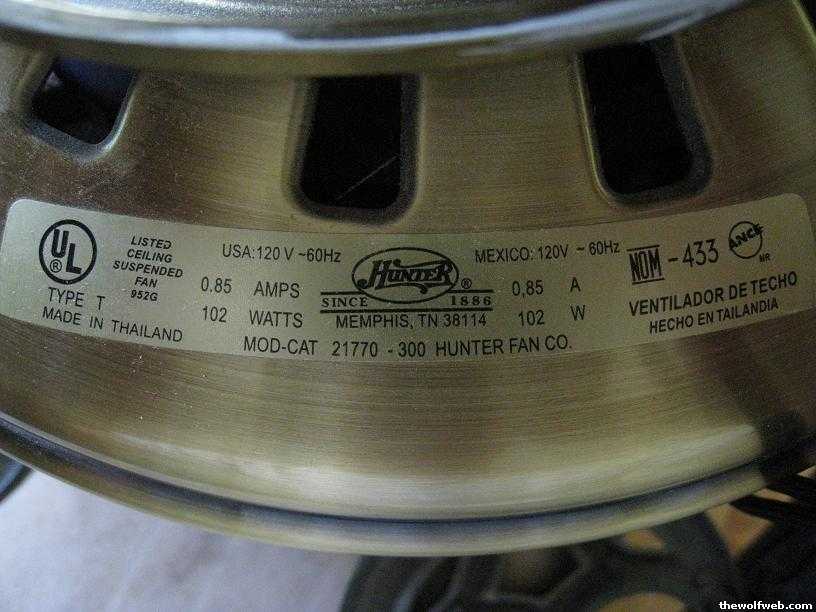 UL
®
TYPE T
MADE IN THAILAND
LISTED
CEILING
SUSPENDED
FAN
952G
USA:120 V ~60Hz
0.85 AMPS
102 WATTS
HUNTER ®
SINCE 1886
MEMPHIS, TN 38114
MOD-CAT 21770 - 300 HUNTER FAN CO.
MEXICO: 120V ~ 60Hz
0,85 A
102 W
NOM - 433
ANCE
MR
VENTILADOR DE TECHO
HECHO EN TAILANDIA
thewolfweb.com